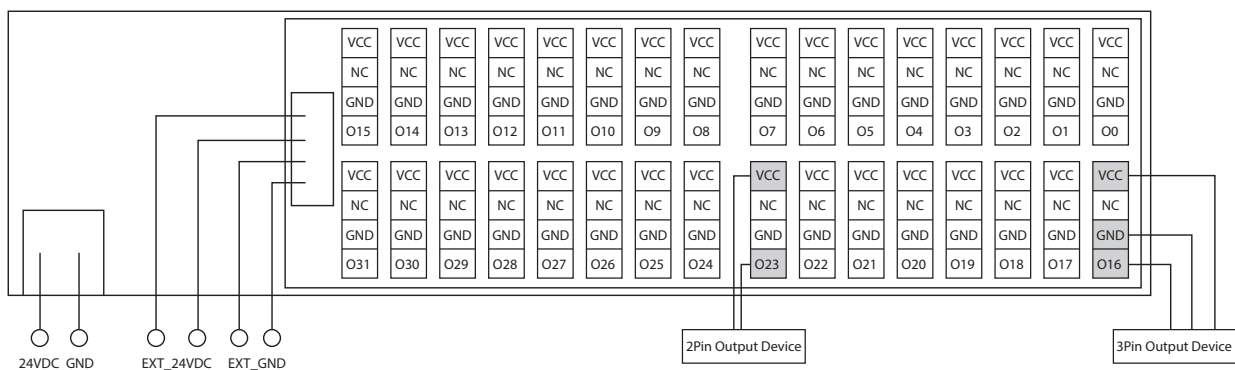 VCC VCC VCC VCC VCC VCC VCC VCC VCC VCC VCC VCC VCC VCC VCC VCC
NC NC NC NC NC NC NC NC NC NC NC NC NC NC NC NC
GND GND GND GND GND GND GND GND GND GND GND GND GND GND GND GND
O15 O14 O13 O12 O11 O10 O9 O8 O7 O6 O5 O4 O3 O2 O1 O0
VCC VCC VCC VCC VCC VCC VCC VCC VCC VCC VCC VCC VCC VCC VCC VCC
NC NC NC NC NC NC NC NC NC NC NC NC NC NC NC NC
GND GND GND GND GND GND GND GND GND GND GND GND GND GND GND GND
O31 O30 O29 O28 O27 O26 O25 O24 O23 O22 O21 O20 O19 O18 O17 O16
2Pin Output Device 3Pin Output Device
24VDC GND EXT_24VDC EXT_GND